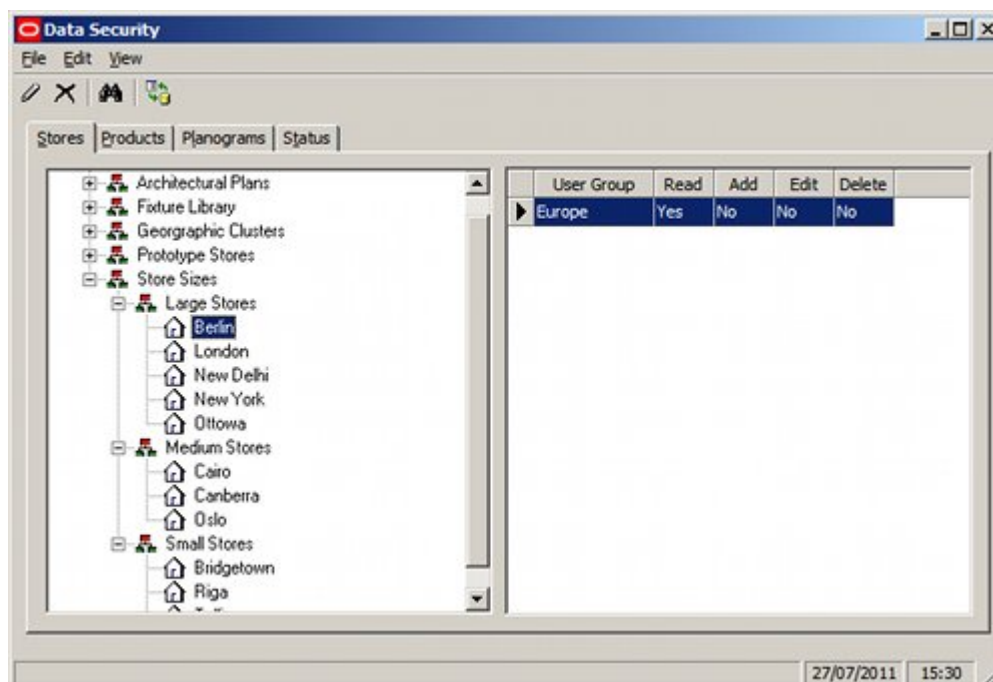 Data Security
File Edit View
Stores Products Planograms Status
Architectural Plans
Fixture Library
Georgraphic Clusters
Prototype Stores
Store Sizes
Large Stores
Berlin
London
New Delhi
New York
Ottowa
Medium Stores
Cairo
Canberra
Oslo
Small Stores
Bridgetown
Riga
User Group Read Add Edit Delete
Europe Yes No No No
27/07/2011 15:30